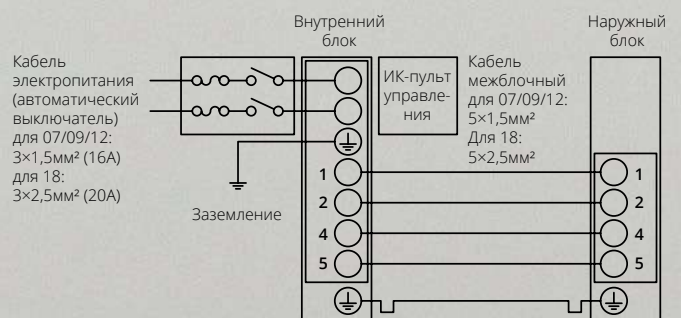 Внутренний
блок
Наружный
блок
Кабель
электропитания
(автоматический
выключатель)
для 07/09/12:
3×1,5мм² (16А)
для 18:
3×2,5мм² (20А)
ИК-пульт
управле-
ния
Кабель
межблочный
для 07/09/12:
5×1,5мм²
Для 18:
5×2,5мм²
Заземление
1
2
4
5
1
2
4
5